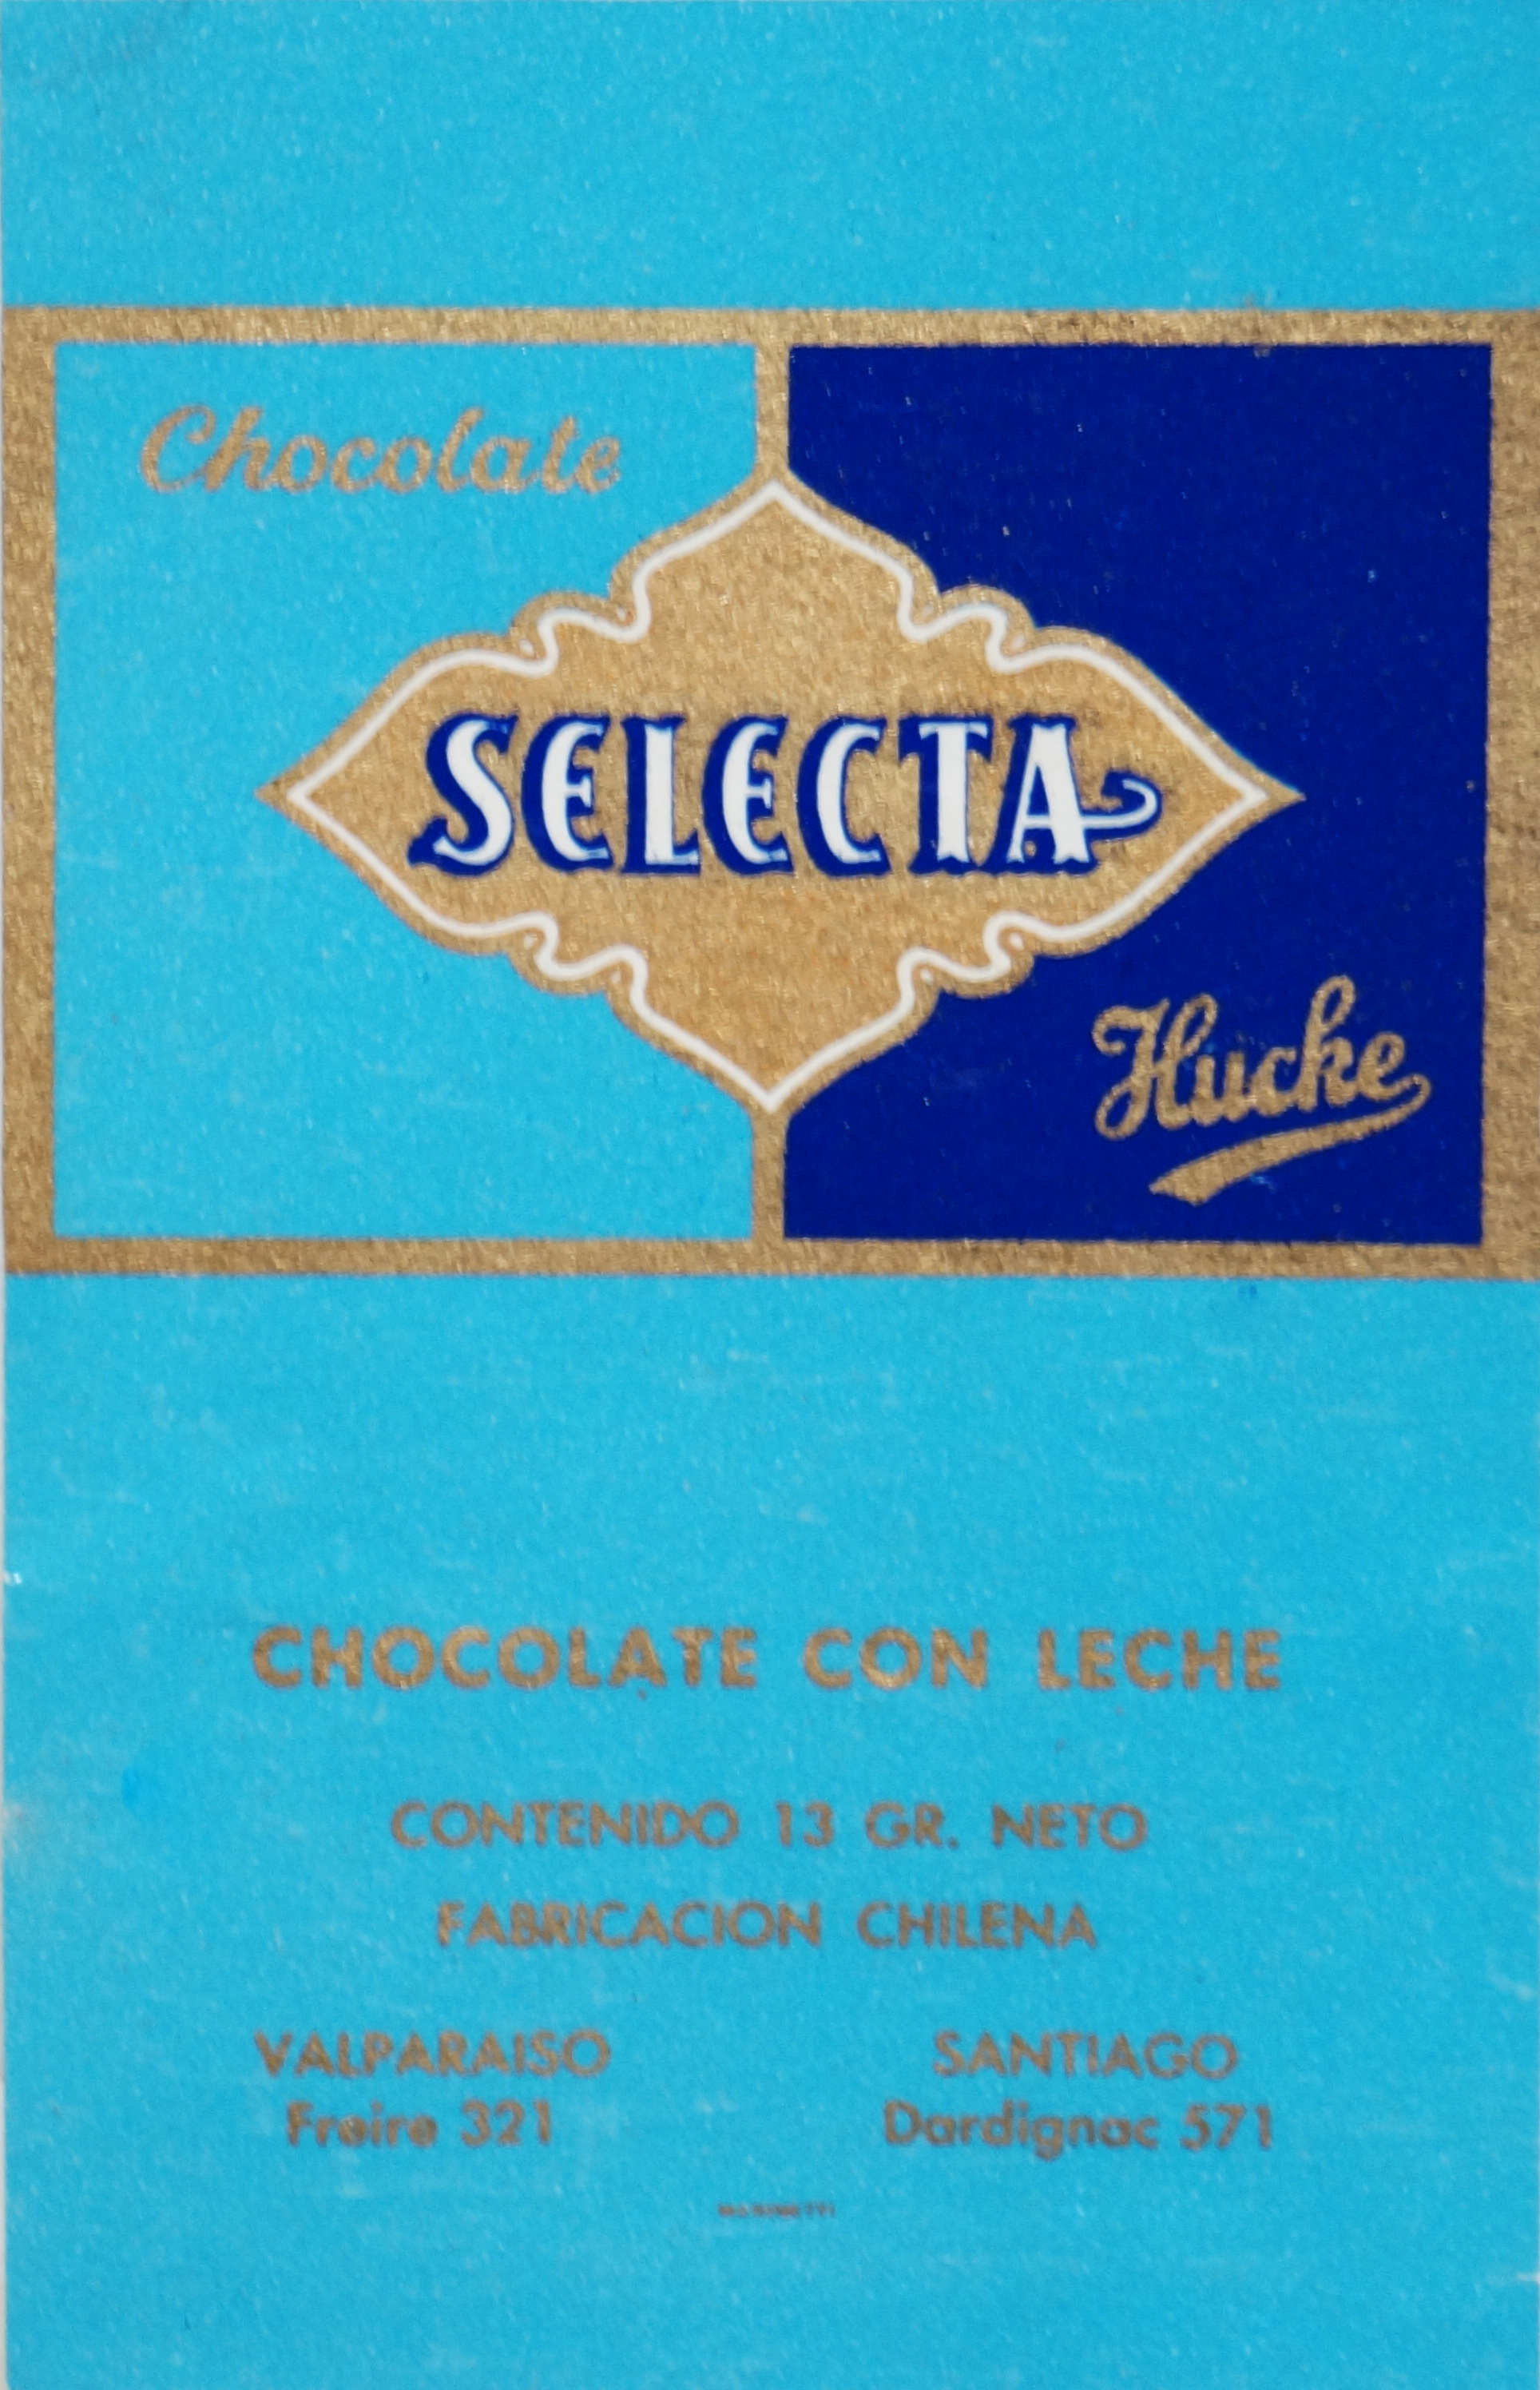 Chocolate
SELECTA
Hucke
CHOCOLATE CON LECHE
CONTENIDO 13 GR. NETO
FABRICACION CHILENA
VALPARAISO SANTIAGO
Freire 321 Dardignac 571